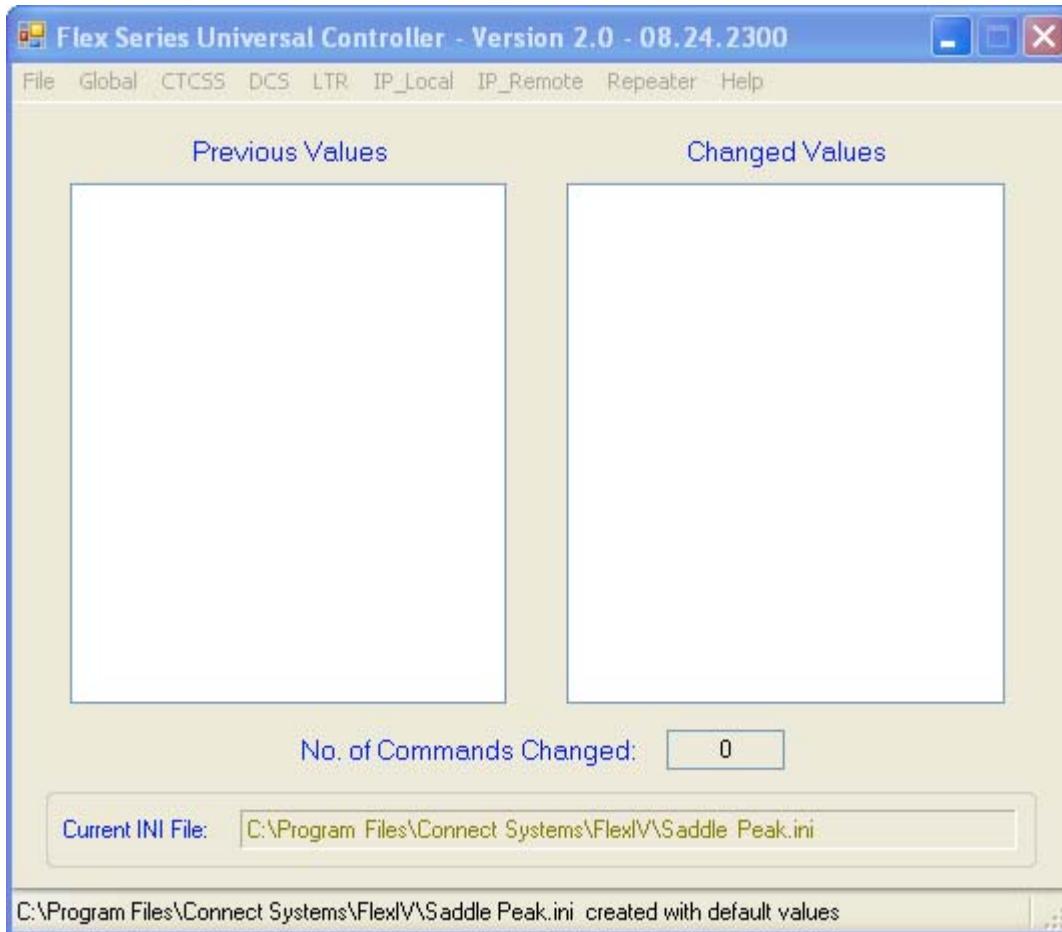 Flex Series Universal Controller - Version 2.0 - 08.24.2300
File Global CTCSS DCS LTR IP_Local IP_Remote Repeater Help
Previous Values Changed Values
No. of Commands Changed: 0
Current INI File: C:\Program Files\Connect Systems\FlexIV\Saddle Peak.ini
C:\Program Files\Connect Systems\FlexIV\Saddle Peak.ini created with default values